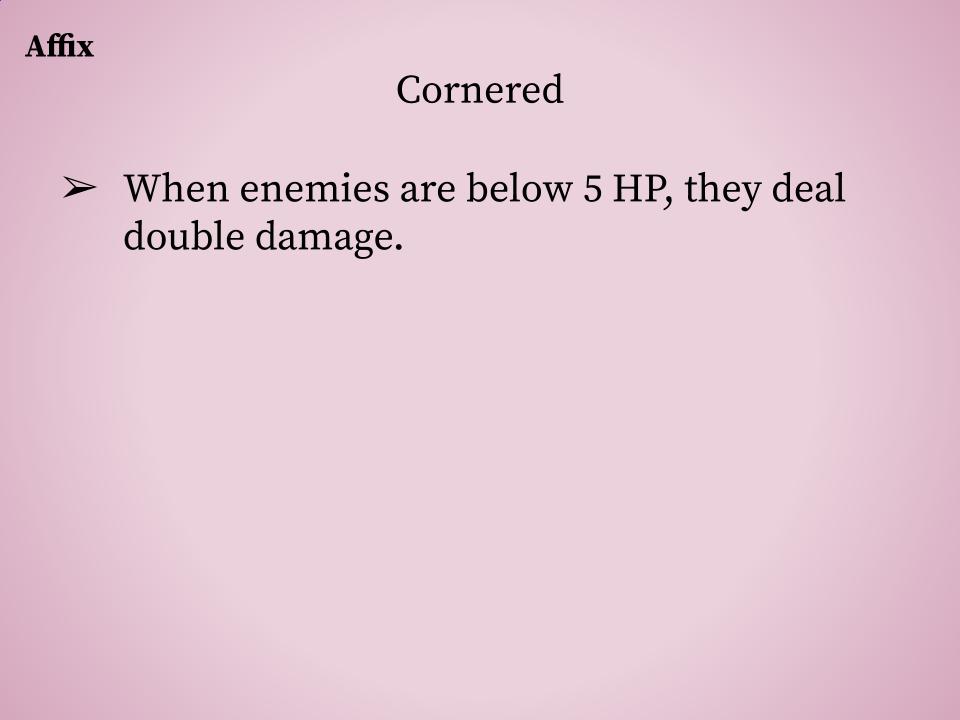 Affix
Cornered
➢ When enemies are below 5 HP, they deal
double damage.